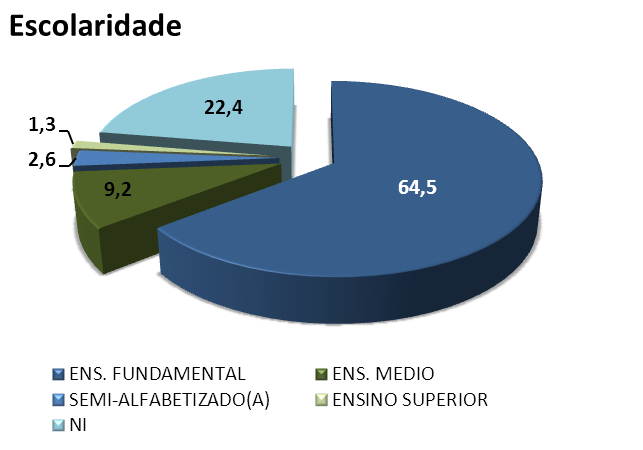 Escolaridade
22,4
1,3
2,6
9,2
64,5
ENS. FUNDAMENTAL
ENS. MEDIO
SEMI-ALFABETIZADO(A)
ENSINO SUPERIOR
NI